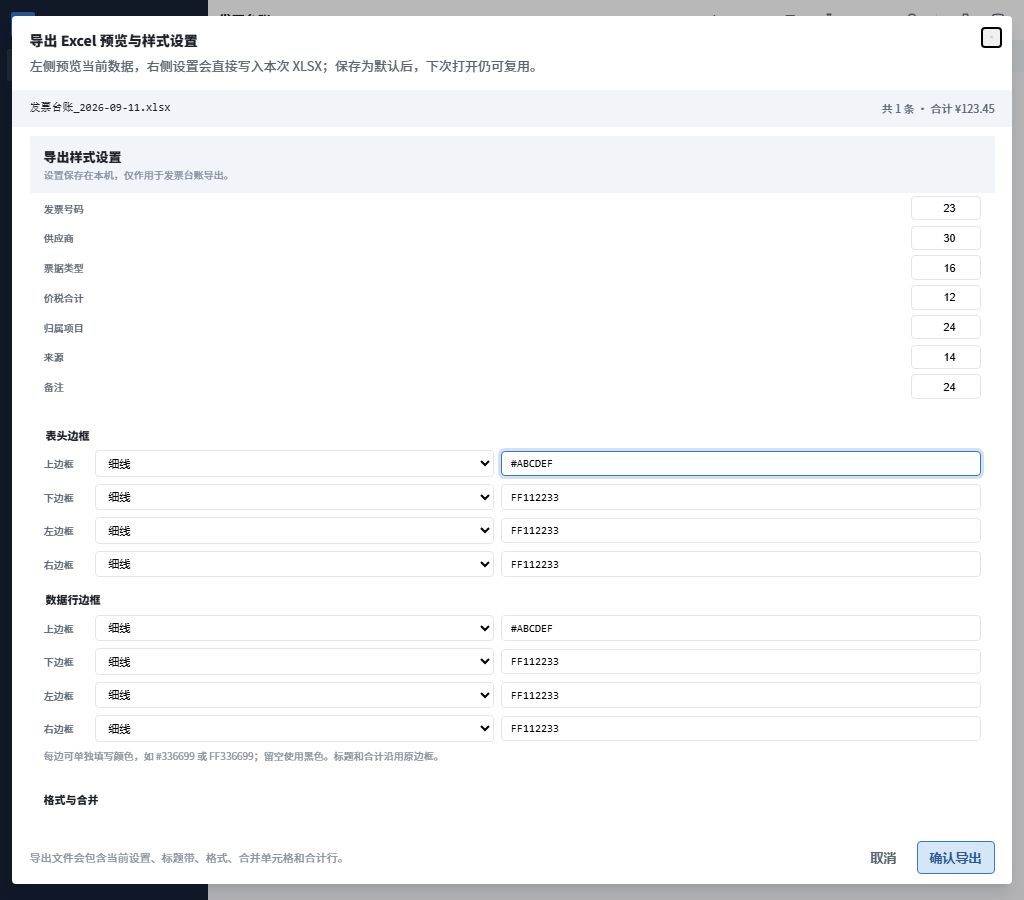 导出 Excel 预览与样式设置
左侧预览当前数据，右侧设置会直接写入本次 XLSX；保存为默认后，下次打开仍可复用。
发票台账_2026-09-11.xlsx
共 1 条 · 合计 ¥123.45
导出样式设置
设置保存在本机，仅作用于发票台账导出。
发票号码 23
供应商 30
票据类型 16
价税合计 12
归属项目 24
来源 14
备注 24
表头边框
上边框 细线 #ABCDEF
下边框 细线 FF112233
左边框 细线 FF112233
右边框 细线 FF112233
数据行边框
上边框 细线 #ABCDEF
下边框 细线 FF112233
左边框 细线 FF112233
右边框 细线 FF112233
每边可单独填写颜色，如 #336699 或 FF336699；留空使用黑色。标题和合计沿用原边框。
格式与合并
导出文件会包含当前设置、标题带、格式、合并单元格和合计行。
取消
确认导出